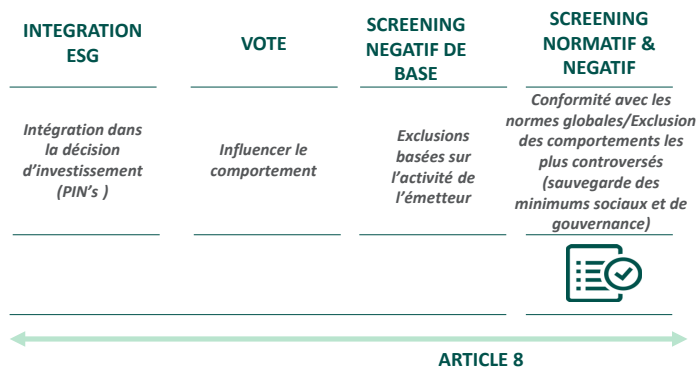 INTEGRATION
ESG
VOTE
SCREENING
NEGATIF DE
BASE
SCREENING
NORMATIF &
NEGATIF
Intégration dans
la décision
d'investissement
(PIN's )
Influencer le
comportement
Exclusions
basées sur
l'activité de
l'émetteur
Conformité avec les
normes globales/Exclusion
des comportements les
plus controversés
(sauvegarde des
minimums sociaux et de
gouvernance)
ARTICLE 8